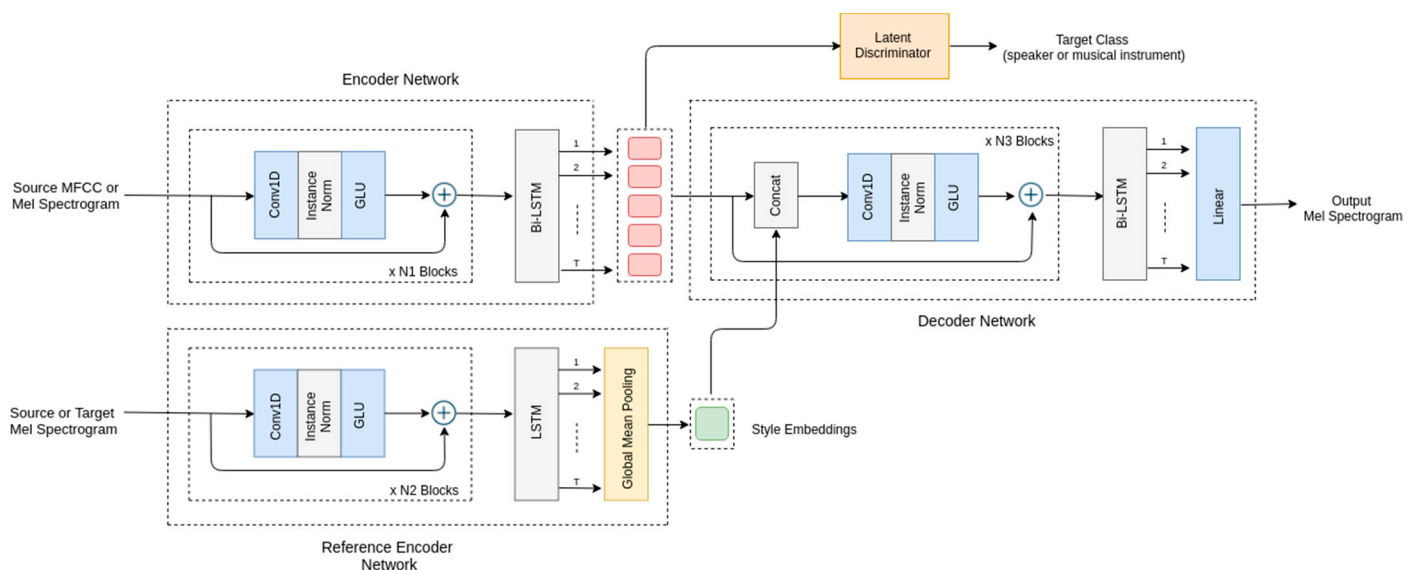 Latent
Discriminator
Target Class
(speaker or musical instrument)
Encoder Network
Source MFCC or
Mel Spectrogram
Conv1D
Instance
Norm
GLU
+
x N1 Blocks
Bi-LSTM
1
2
T
x N3 Blocks
Concat
Conv1D
Instance
Norm
GLU
+
Bi-LSTM
1
2
T
Linear
Output
Mel Spectrogram
Decoder Network
Source or Target
Mel Spectrogram
Conv1D
Instance
Norm
GLU
+
x N2 Blocks
LSTM
1
2
T
Global Mean Pooling
Style Embeddings
Reference Encoder
Network